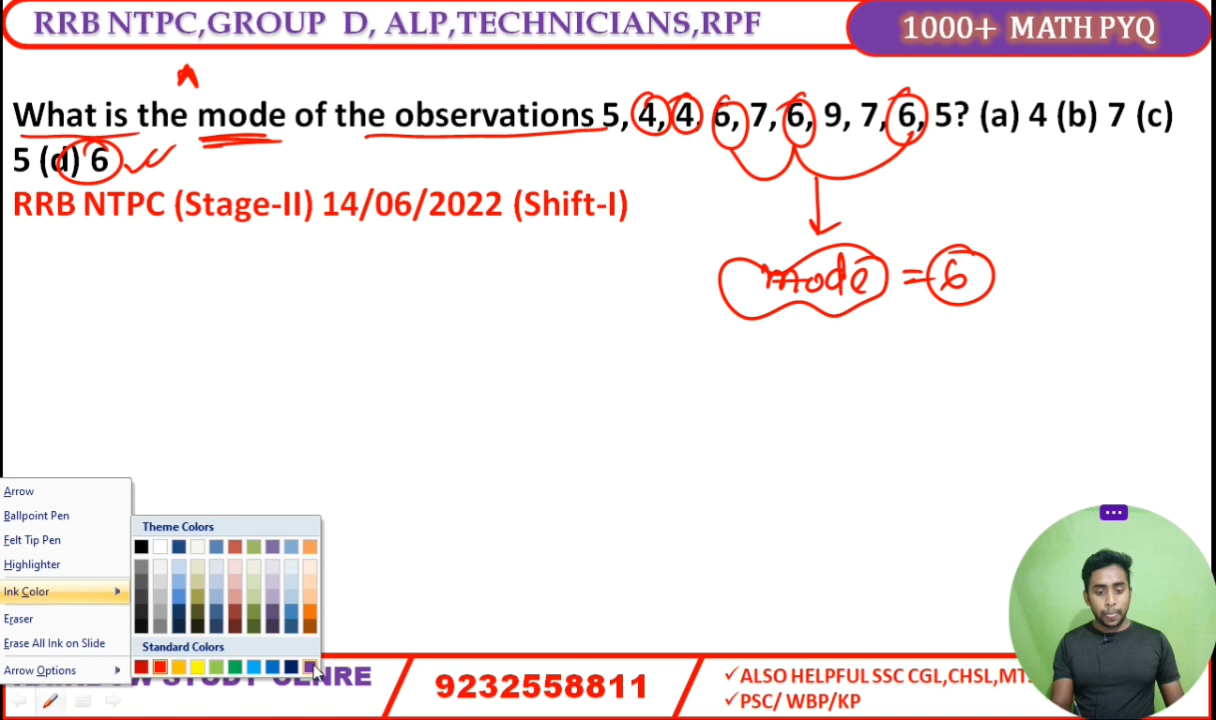 RRB NTPC,GROUP D, ALP,TECHNICIANS,RPF
1000+ MATH PYQ
What is the mode of the observations 5, 4, 4, 6, 7, 6, 9, 7, 6, 5? (a) 4 (b) 7 (c)
5 (d) 6
RRB NTPC (Stage-II) 14/06/2022 (Shift-I)
mode = 6
Arrow
Ballpoint Pen
Felt Tip Pen
Highlighter
Ink Color
Eraser
Erase All Ink on Slide
Arrow Options
Theme Colors
Standard Colors
STUDY CENRE
9232558811
✓ALSO HELPFUL SSC CGL,CHSL,MTS
✓PSC/ WBP/KP